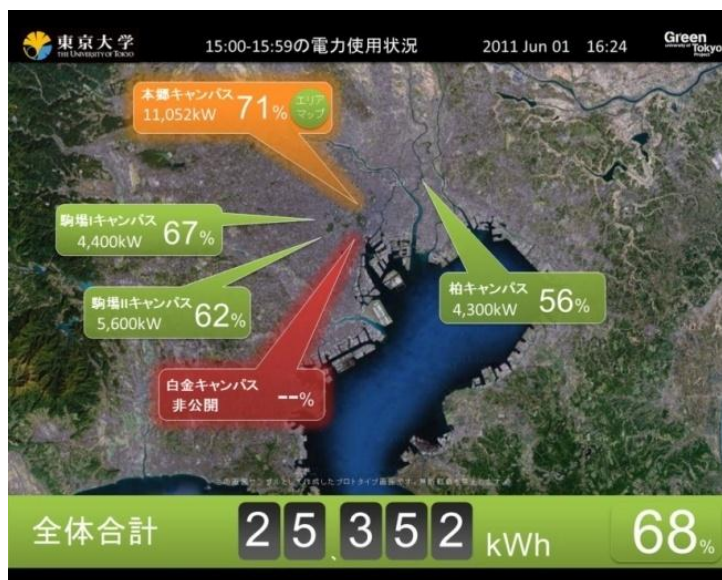 東京大学
THE UNIVERSITY OF TOKYO
15:00-15:59の電力使用状況
2011 Jun 01 16:24
Green
University of Tokyo
Project
本郷キャンパス
11,052kW 71%
エリア
マップ
駒場Iキャンパス
4,400kW 67%
駒場IIキャンパス
5,600kW 62%
柏キャンパス
4,300kW 56%
白金キャンパス
非公開 --%
全体合計 25,352 kWh 68%